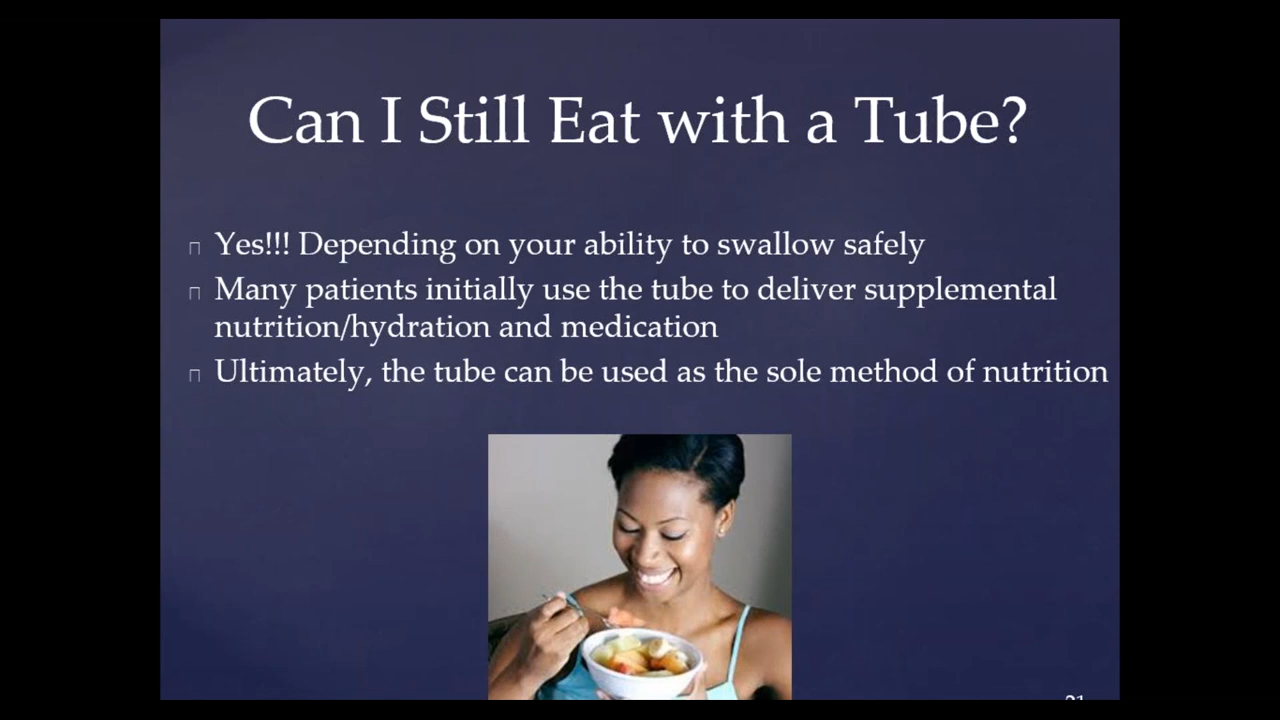 Can I Still Eat with a Tube?
Yes!!! Depending on your ability to swallow safely
Many patients initially use the tube to deliver supplemental
nutrition/hydration and medication
Ultimately, the tube can be used as the sole method of nutrition